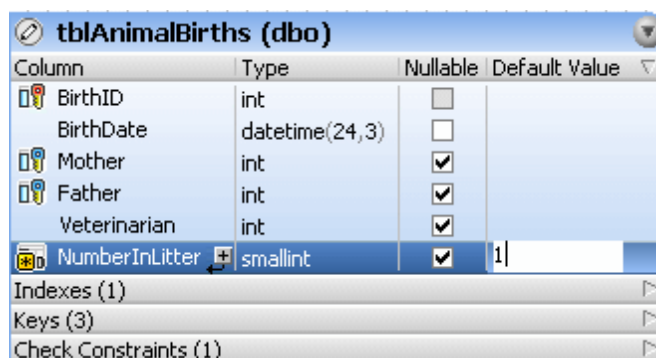 tblAnimalBirths (dbo)
Column Type Nullable Default Value
BirthID int
BirthDate datetime(24,3)
Mother int
Father int
Veterinarian int
NumberInLitter smallint 1
Indexes (1)
Keys (3)
Check Constraints (1)